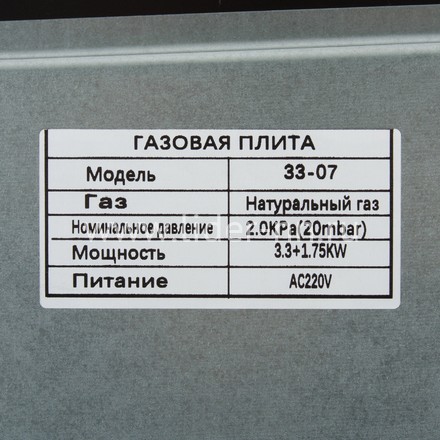 ГАЗОВАЯ ПЛИТА
Модель 33-07
Газ Натуральный газ
Номинальное давление 2.0KPa(20mbar)
Мощность 3.3+1.75KW
Питание AC220V